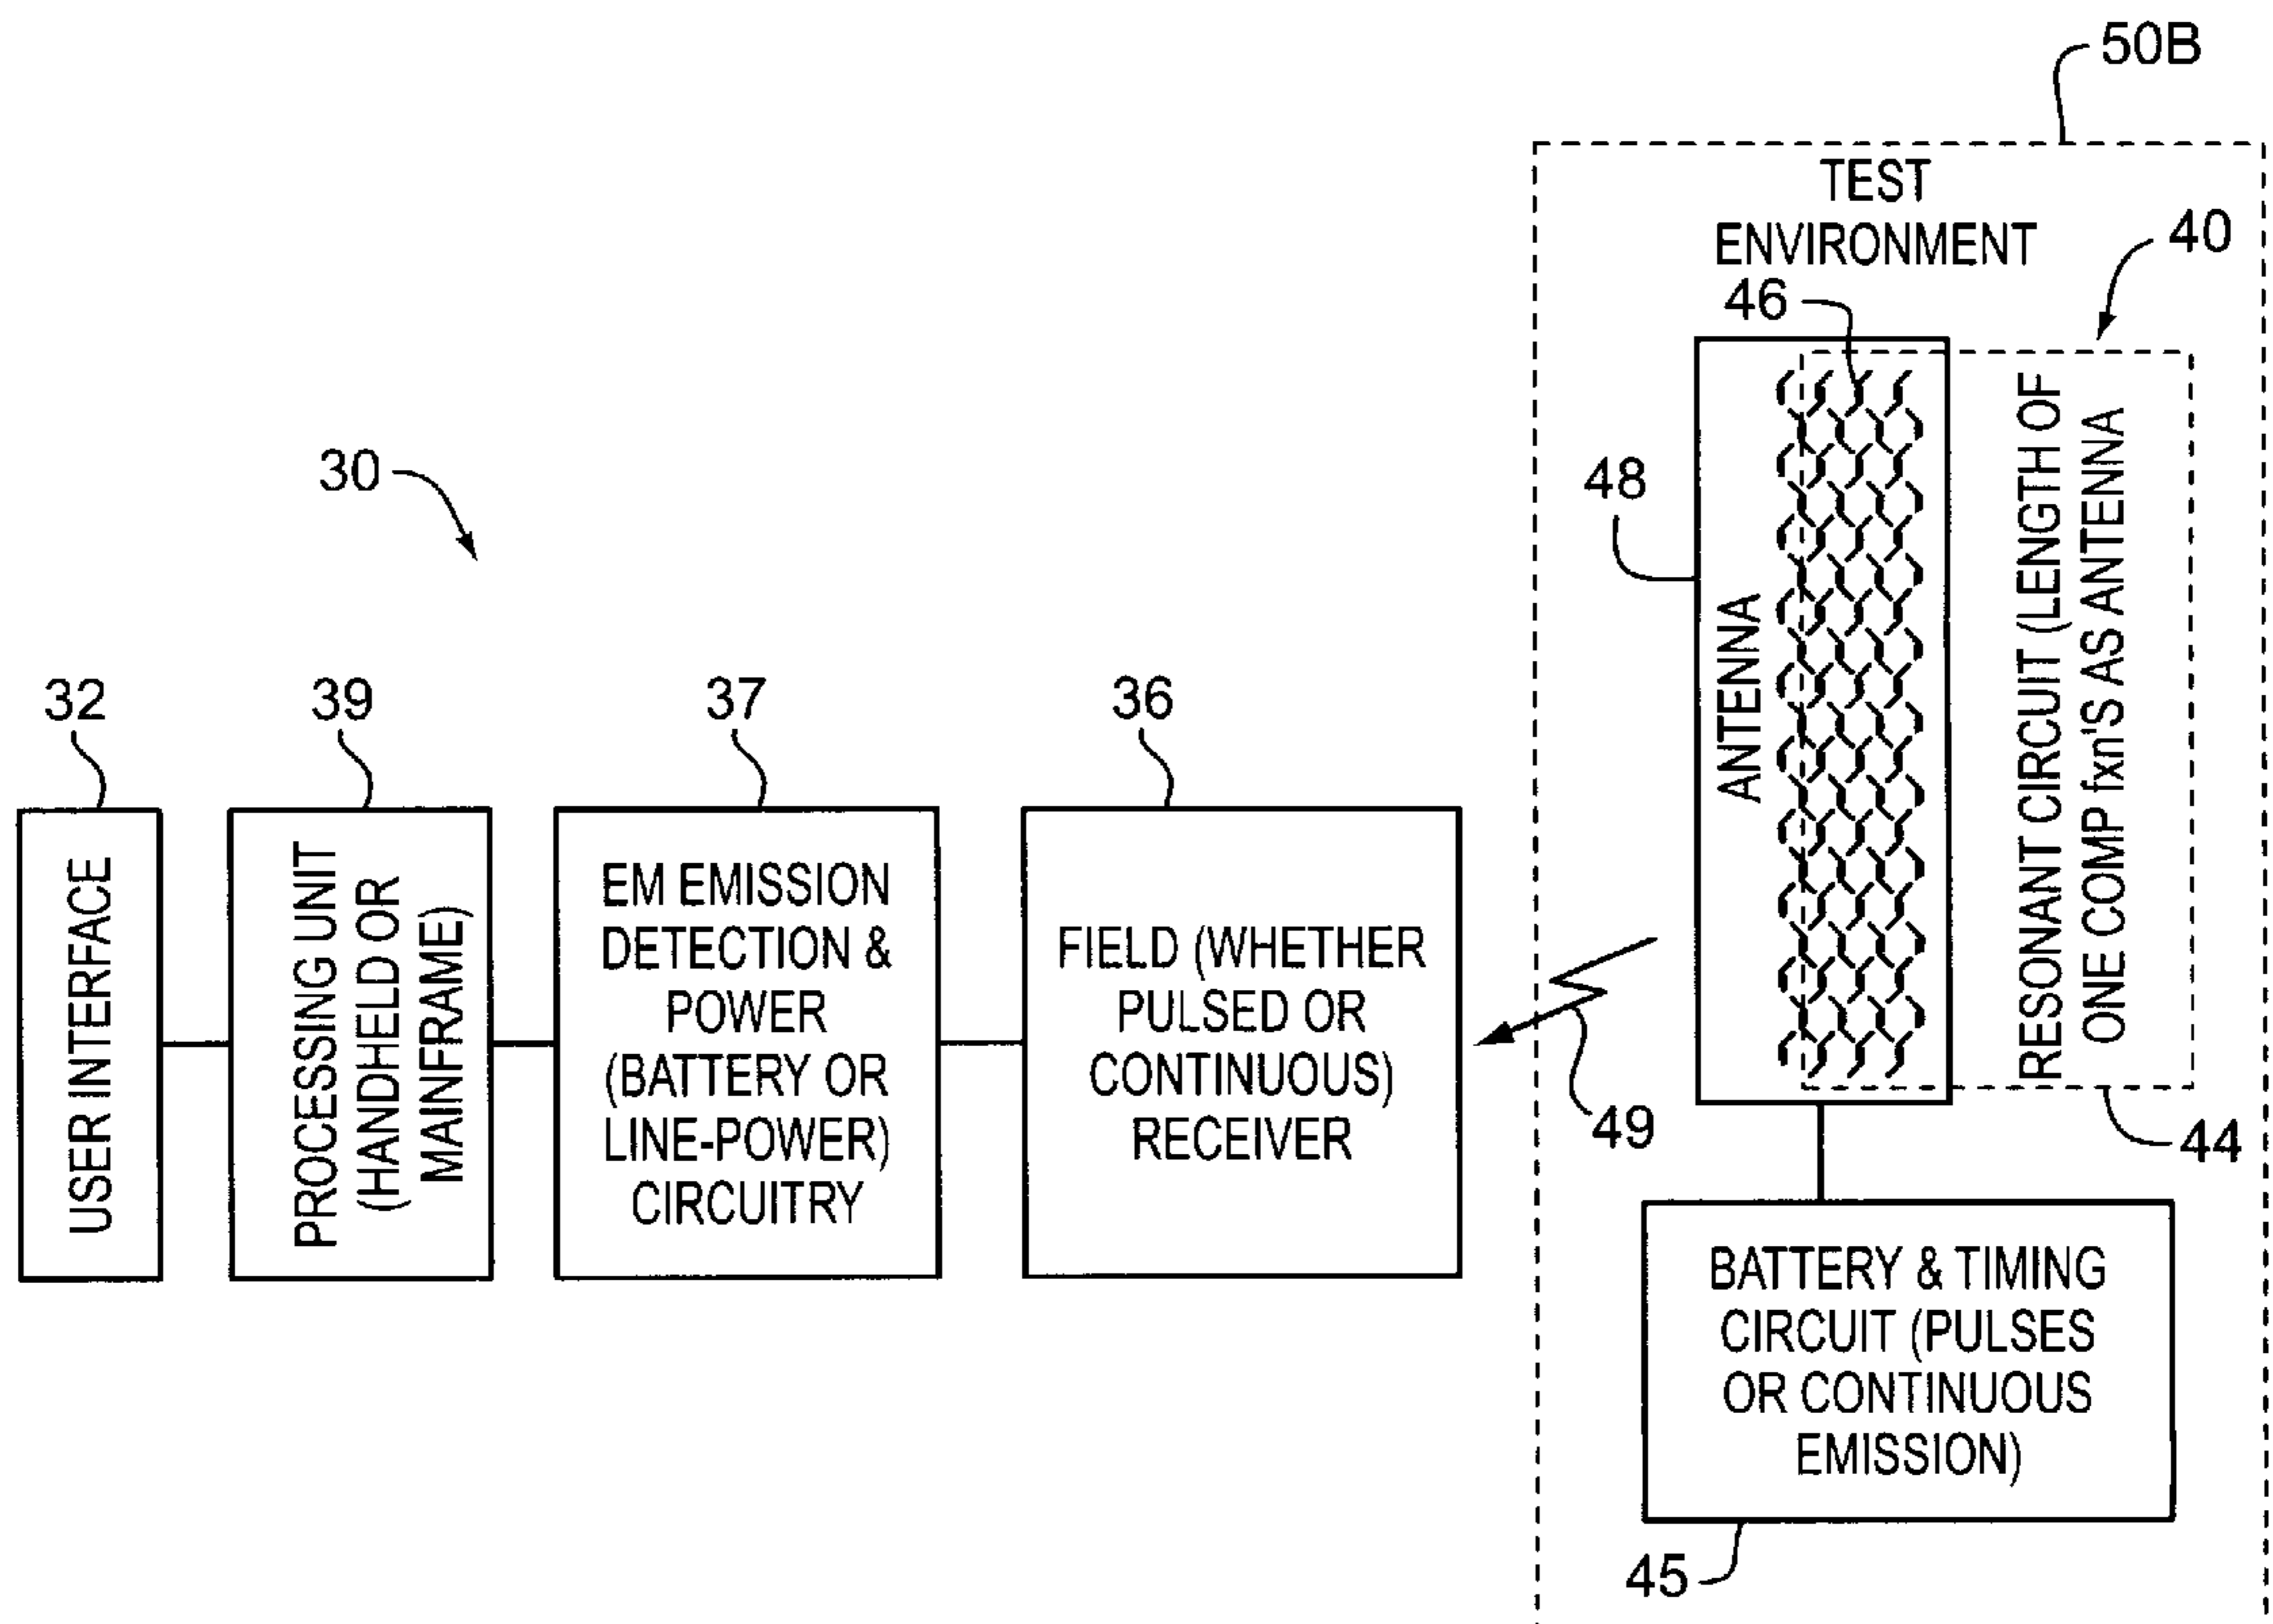 50B
TEST
ENVIRONMENT
40
46
48
ANTENNA
RESONANT CIRCUIT (LENGTH OF
ONE COMP fxn'S AS ANTENNA
30
32
39
37
36
USER INTERFACE
PROCESSING UNIT
(HANDHELD OR
MAINFRAME)
EM EMISSION
DETECTION &
POWER
(BATTERY OR
LINE-POWER)
CIRCUITRY
FIELD (WHETHER
PULSED OR
CONTINUOUS)
RECEIVER
49
44
BATTERY & TIMING
CIRCUIT (PULSES
OR CONTINUOUS
EMISSION)
45